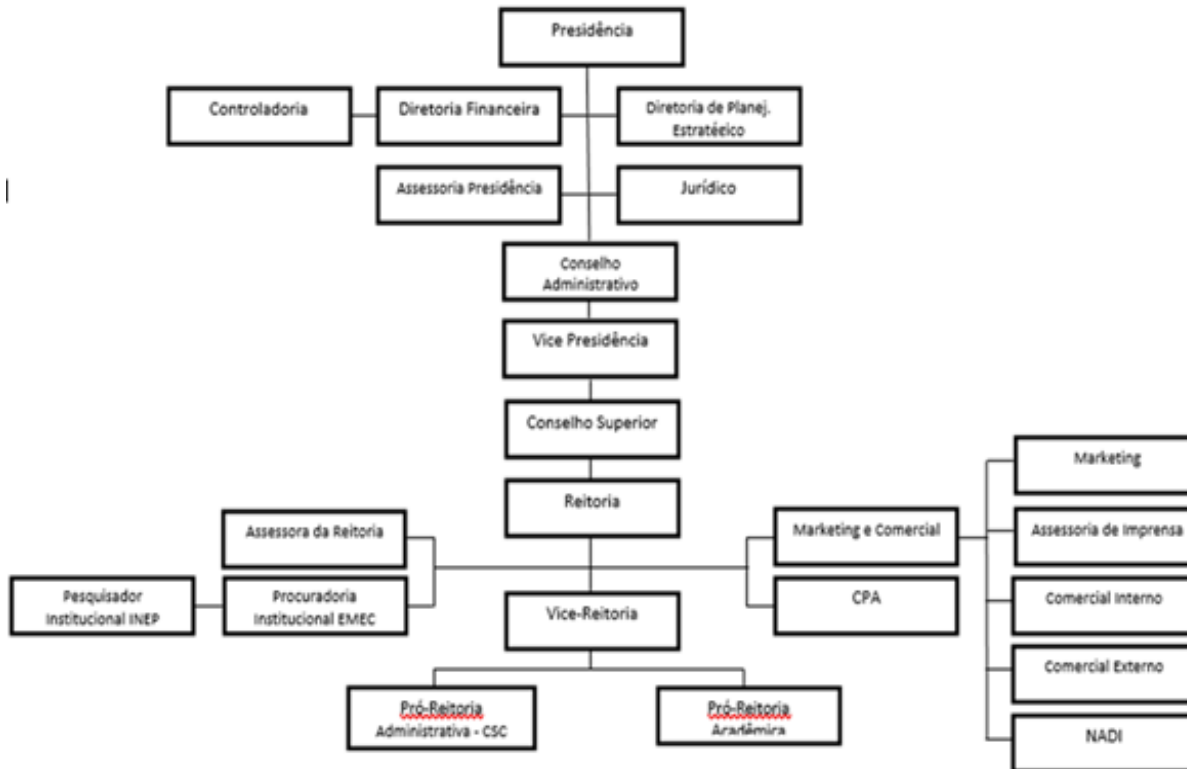 Presidência
Controladoria
Diretoria Financeira
Diretoria de Planej.
Estratégico
Assessoria Presidência
Jurídico
Conselho
Administrativo
Vice Presidência
Conselho Superior
Reitoria
Assessora da Reitoria
Marketing e Comercial
Marketing
Assessoria de Imprensa
Pesquisador
Institucional INEP
Procuradoria
Institucional EMEC
Vice-Reitoria
CPA
Comercial Interno
Comercial Externo
Pró-Reitoria
Administrativa - CSC
Pró-Reitoria
Acadêmica
NADI